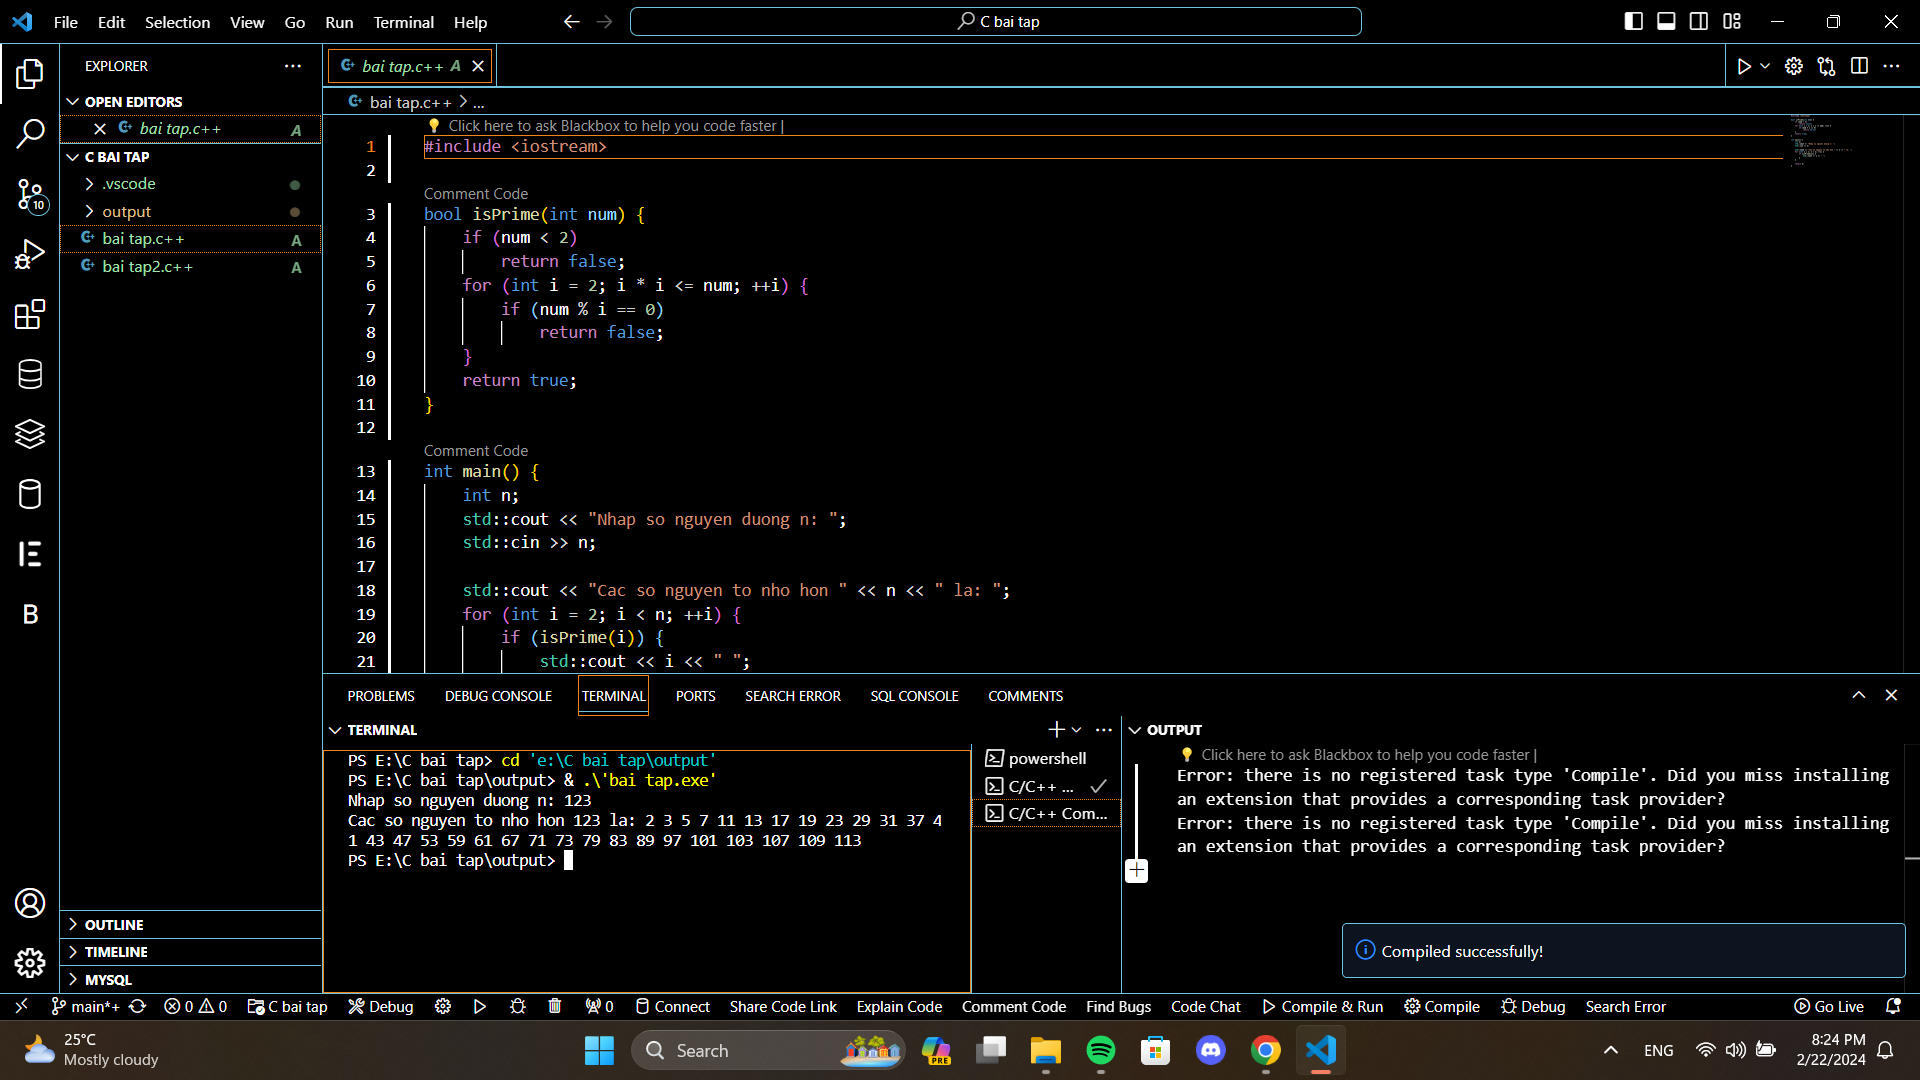 File Edit Selection View Go Run Terminal Help
C bai tap
EXPLORER
OPEN EDITORS
bai tap.c++ A
C BAI TAP
.vscode
output
bai tap.c++ A
bai tap2.c++ A
10
B
OUTLINE
TIMELINE
MYSQL
bai tap.c++ A
bai tap.c++ > ...
Click here to ask Blackbox to help you code faster |
1 #include <iostream>
2
Comment Code
3 bool isPrime(int num) {
4 if (num < 2)
5 return false;
6 for (int i = 2; i * i <= num; ++i) {
7 if (num % i == 0)
8 return false;
9 }
10 return true;
11 }
12
Comment Code
13 int main() {
14 int n;
15 std::cout << "Nhap so nguyen duong n: ";
16 std::cin >> n;
17
18 std::cout << "Cac so nguyen to nho hon " << n << " la: ";
19 for (int i = 2; i < n; ++i) {
20 if (isPrime(i)) {
21 std::cout << i << " ";
PROBLEMS DEBUG CONSOLE TERMINAL PORTS SEARCH ERROR SQL CONSOLE COMMENTS
TERMINAL
PS E:\C bai tap> cd 'e:\C bai tap\output'
PS E:\C bai tap\output> & .\'bai tap.exe'
Nhap so nguyen duong n: 123
Cac so nguyen to nho hon 123 la: 2 3 5 7 11 13 17 19 23 29 31 37 4
1 43 47 53 59 61 67 71 73 79 83 89 97 101 103 107 109 113
PS E:\C bai tap\output>
powershell
C/C++ ...
C/C++ Com...
OUTPUT
Click here to ask Blackbox to help you code faster |
Error: there is no registered task type 'Compile'. Did you miss installing
an extension that provides a corresponding task provider?
Error: there is no registered task type 'Compile'. Did you miss installing
an extension that provides a corresponding task provider?
Compiled successfully!
main*+ 0 0 C bai tap Debug 0 Connect Share Code Link Explain Code Comment Code Find Bugs Code Chat Compile & Run Compile Debug Search Error Go Live
25°C
Mostly cloudy
Search
PRE
ENG
8:24 PM
2/22/2024